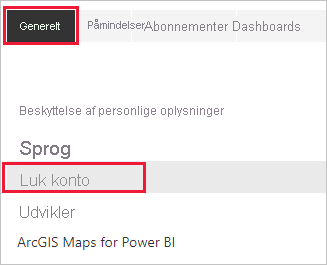 Generelt Påmindelser Abonnementer Dashboards
Beskyttelse af personlige oplysninger
Sprog
Luk konto
Udvikler
ArcGIS Maps for Power BI